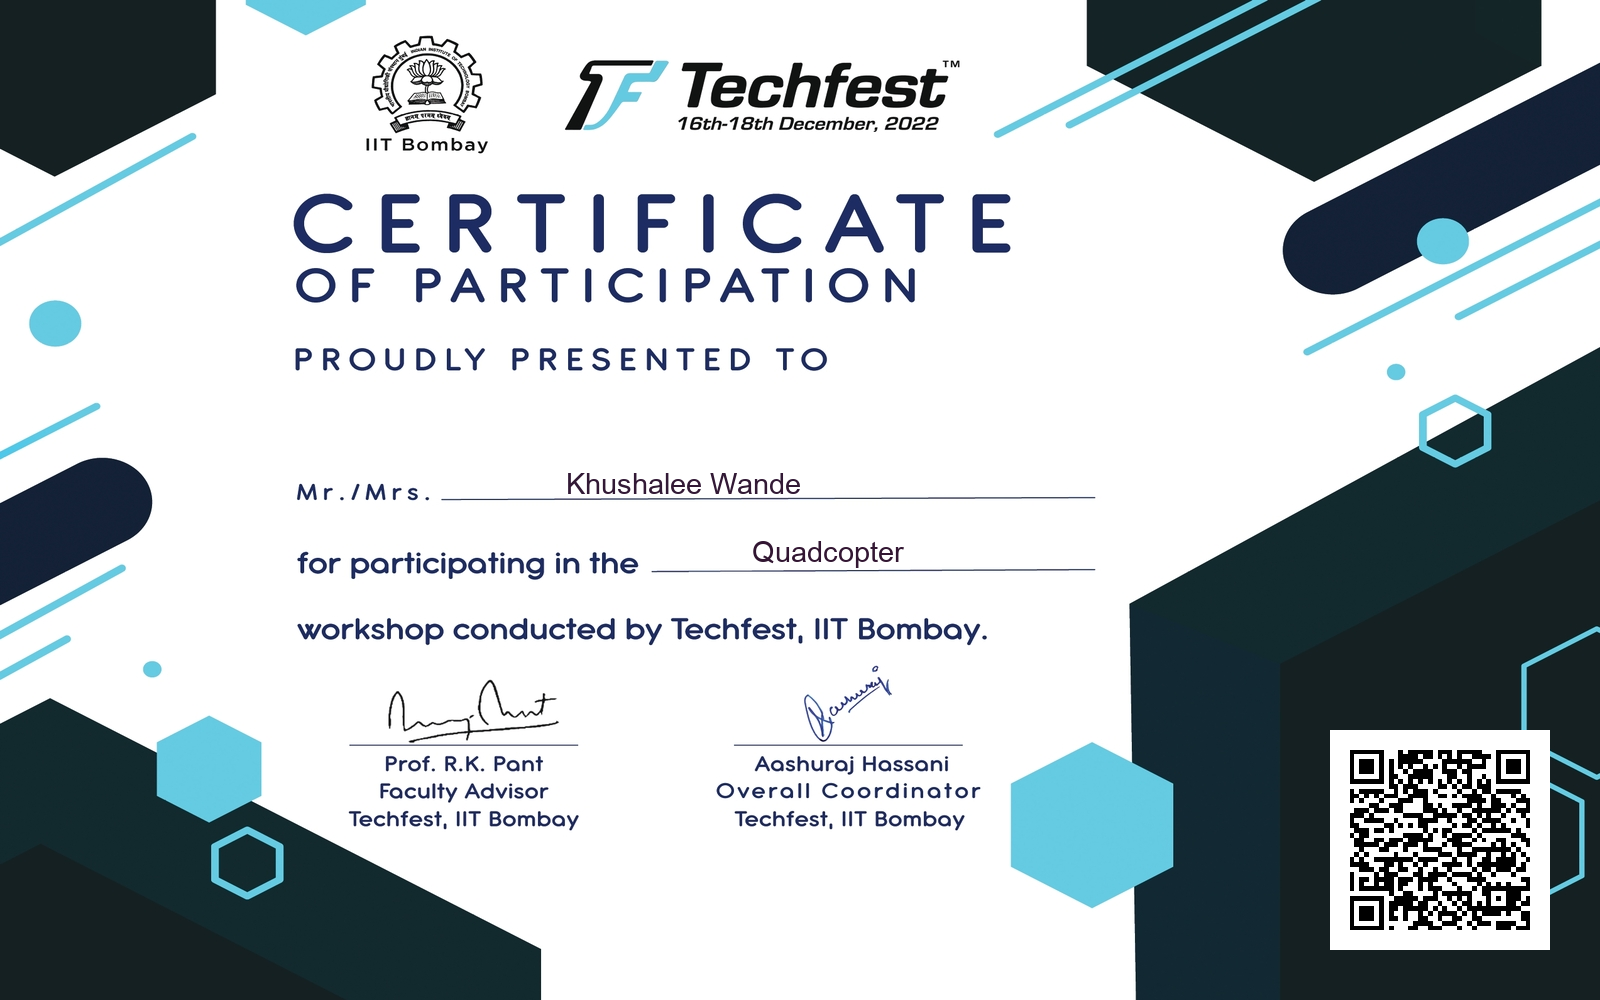 IIT Bombay
Techfest™
16th-18th December, 2022
CERTIFICATE
OF PARTICIPATION
PROUDLY PRESENTED TO
Mr./Mrs. Khushalee Wande
for participating in the Quadcopter
workshop conducted by Techfest, IIT Bombay.
Prof. R.K. Pant
Faculty Advisor
Techfest, IIT Bombay
Aashuraj Hassani
Overall Coordinator
Techfest, IIT Bombay